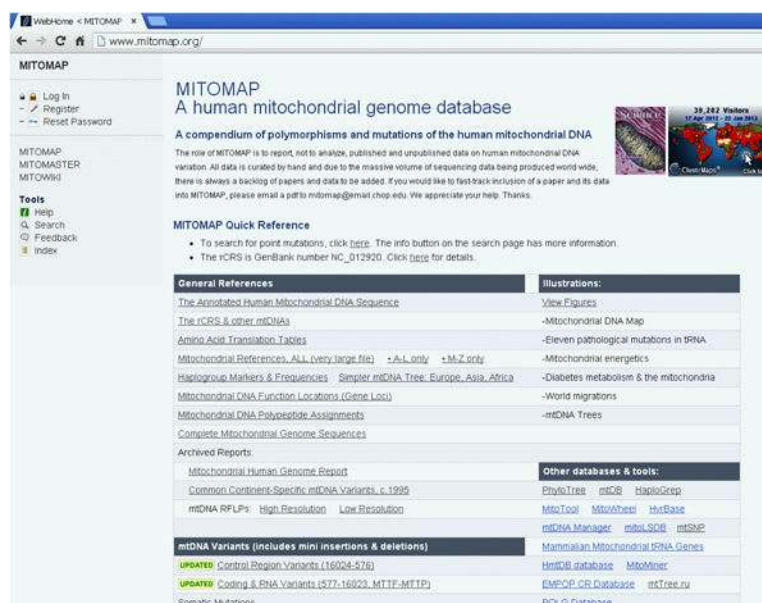 WebHome < MITOMAP
www.mitomap.org/
MITOMAP
Log In
Register
Reset Password
MITOMAP
MITOMASTER
MITOWIKI
Tools
Help
Search
Feedback
Index
MITOMAP
A human mitochondrial genome database
A compendium of polymorphisms and mutations of the human mitochondrial DNA
The role of MITOMAP is to report, not to analyze, published and unpublished data on human mitochondrial DNA
variation. All data is curated by hand and due to the massive volume of sequencing data being produced world wide,
there is always a backlog of papers and data to be added. If you would like to fast-track inclusion of a paper and its data
into MITOMAP, please email a pdf to mitomap@email.chop.edu. We appreciate your help. Thanks.
SCIENCE
39,202 Visitors
ClustrMaps
MITOMAP Quick Reference
• To search for point mutations, click here. The info button on the search page has more information.
• The rCRS is GenBank number NC_012920. Click here for details.
General References
The Annotated Human Mitochondrial DNA Sequence
The rCRS & other mtDNAs
Amino Acid Translation Tables
Mitochondrial References, ALL (very large file) • A-L only • M-Z only
Haplogroup Markers & Frequencies Simpler mtDNA Tree: Europe, Asia, Africa
Mitochondrial DNA Function Locations (Gene Loci)
Mitochondrial DNA Polypeptide Assignments
Complete Mitochondrial Genome Sequences
Archived Reports:
Mitochondrial Human Genome Report
Common Continent-Specific mtDNA Variants, c.1995
mtDNA RFLPs: High Resolution Low Resolution
mtDNA Variants (includes mini insertions & deletions)
UPDATED Control Region Variants (16024-576)
UPDATED Coding & RNA Variants (577-16023, MTTF-MTTP)
Somatic Mutations
Illustrations:
View Figures
-Mitochondrial DNA Map
-Eleven pathological mutations in tRNA
-Mitochondrial energetics
-Diabetes metabolism & the mitochondria
-World migrations
-mtDNA Trees
Other databases & tools:
PhyloTree mtDB HaploGrep
MitoTool MitoWheel HvrBase
mtDNA Manager mitoLSDB mtSNP
Mammalian Mitochondrial tRNA Genes
HmtDB database MitoMiner
EMPOP CR Database mtTree.ru
POLG Database